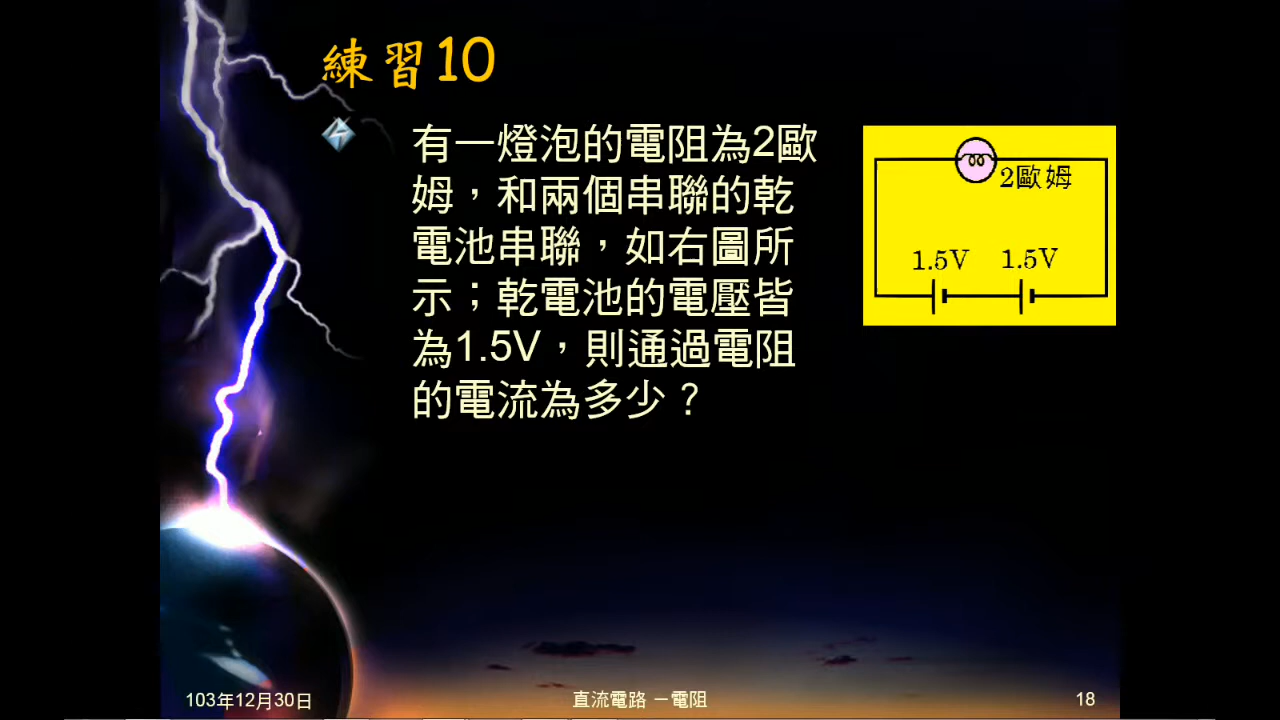 練習10
有一燈泡的電阻為2歐
姆，和兩個串聯的乾
電池串聯，如右圖所
示；乾電池的電壓皆
為1.5V，則通過電阻
的電流為多少？
2歐姆
1.5V 1.5V
103年12月30日
直流電路 －電阻
18